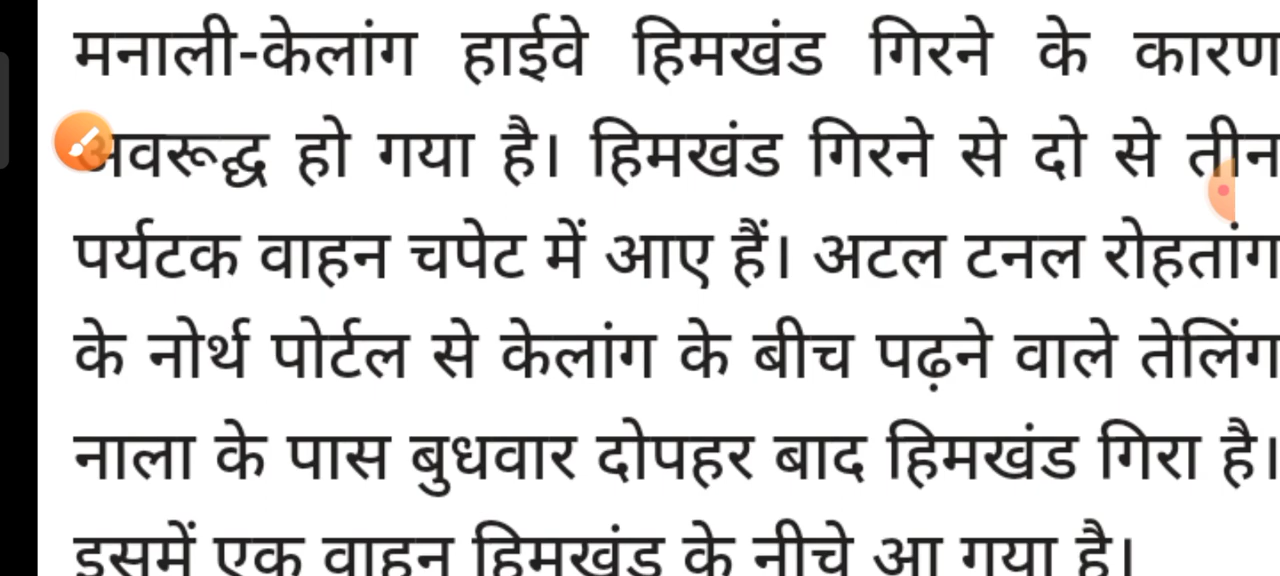 मनाली-केलांग हाईवे हिमखंड गिरने के कारण
अवरूद्ध हो गया है। हिमखंड गिरने से दो से तीन
पर्यटक वाहन चपेट में आए हैं। अटल टनल रोहतांग
के नोर्थ पोर्टल से केलांग के बीच पढ़ने वाले तेलिंग
नाला के पास बुधवार दोपहर बाद हिमखंड गिरा है।
इसमें एक वाहन हिमखंड के नीचे आ गया है।